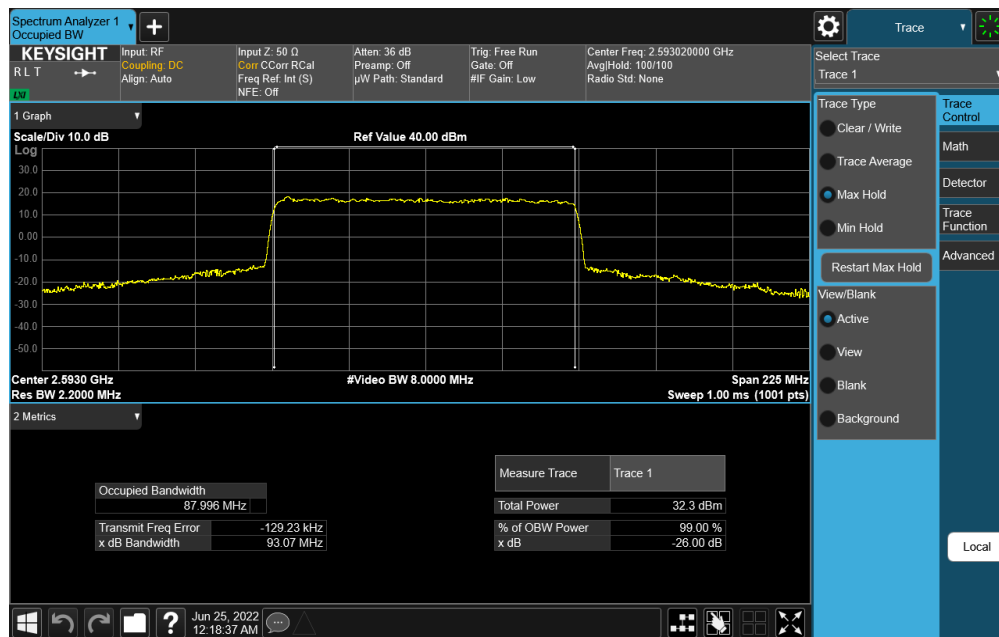 Spectrum Analyzer 1
Occupied BW
Trace
KEYSIGHT
R L T
LXI
Input: RF
Coupling: DC
Align: Auto
Input Z: 50 Ω
Corr CCorr RCal
Freq Ref: Int (S)
NFE: Off
Atten: 36 dB
Preamp: Off
µW Path: Standard
Trig: Free Run
Gate: Off
#IF Gain: Low
Center Freq: 2.593020000 GHz
Avg|Hold: 100/100
Radio Std: None
Select Trace
Trace 1
1 Graph
Scale/Div 10.0 dB
Ref Value 40.00 dBm
Log
30.0
20.0
10.0
0.00
-10.0
-20.0
-30.0
-40.0
-50.0
Center 2.5930 GHz
#Video BW 8.0000 MHz
Span 225 MHz
Res BW 2.2000 MHz
Sweep 1.00 ms (1001 pts)
2 Metrics
Occupied Bandwidth
87.996 MHz
Transmit Freq Error -129.23 kHz
x dB Bandwidth 93.07 MHz
Measure Trace Trace 1
Total Power 32.3 dBm
% of OBW Power 99.00 %
x dB -26.00 dB
Trace Type
Clear / Write
Trace Average
Max Hold
Min Hold
Restart Max Hold
View/Blank
Active
View
Blank
Background
Trace
Control
Math
Detector
Trace
Function
Advanced
Local
?
Jun 25, 2022
12:18:37 AM